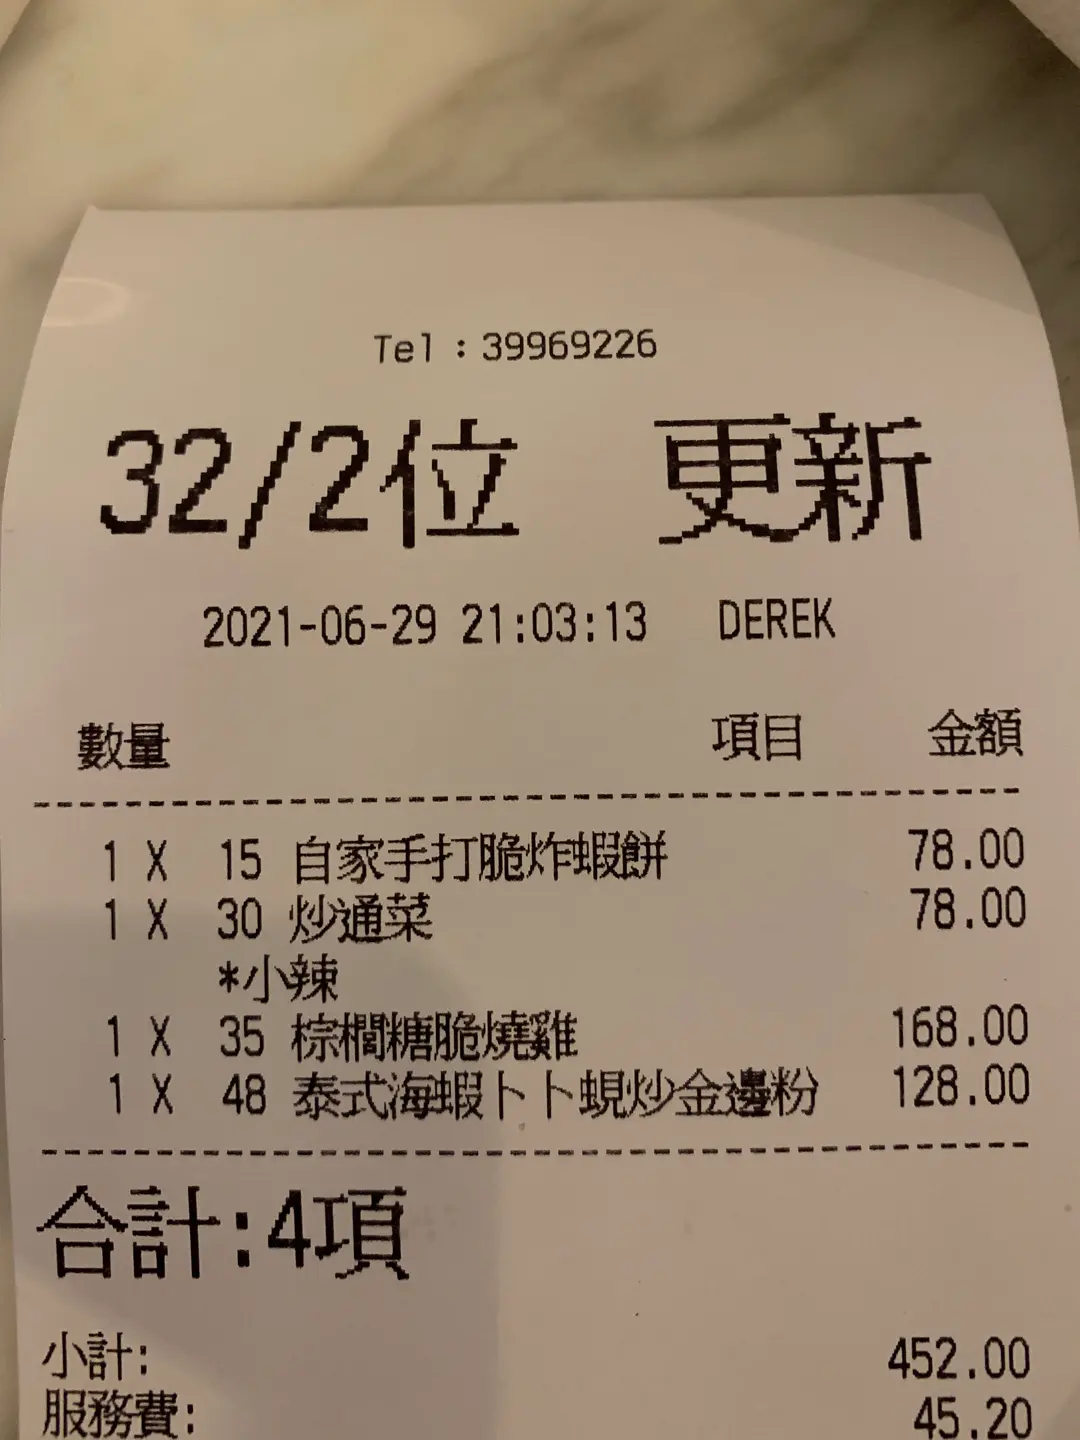 Tel：39969226
32/2位 更新
2021-06-29 21:03:13 DEREK
數量 項目 金額
1 X 15 自家手打脆炸蝦餅 78.00
1 X 30 炒通菜 78.00
*小辣
1 X 35 棕櫚糖脆燒雞 168.00
1 X 48 泰式海蝦卜卜蜆炒金邊粉 128.00
合計:4項
小計: 452.00
服務費: 45.20